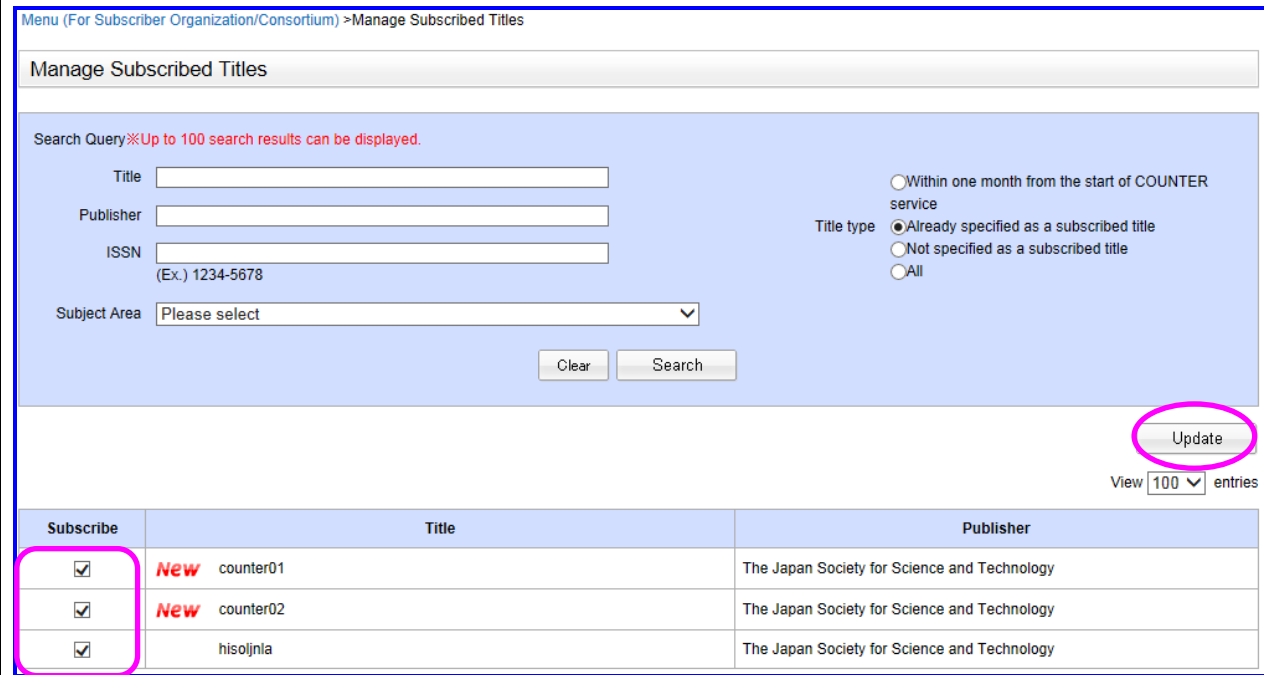 Menu (For Subscriber Organization/Consortium) >Manage Subscribed Titles
Manage Subscribed Titles
Search Query※Up to 100 search results can be displayed.
Title
Publisher
ISSN
(Ex.) 1234-5678
Subject Area Please select
Title type
Within one month from the start of COUNTER
service
Already specified as a subscribed title
Not specified as a subscribed title
All
Clear Search
Update
View 100 entries
Subscribe Title Publisher
New counter01 The Japan Society for Science and Technology
New counter02 The Japan Society for Science and Technology
hisoljnla The Japan Society for Science and Technology